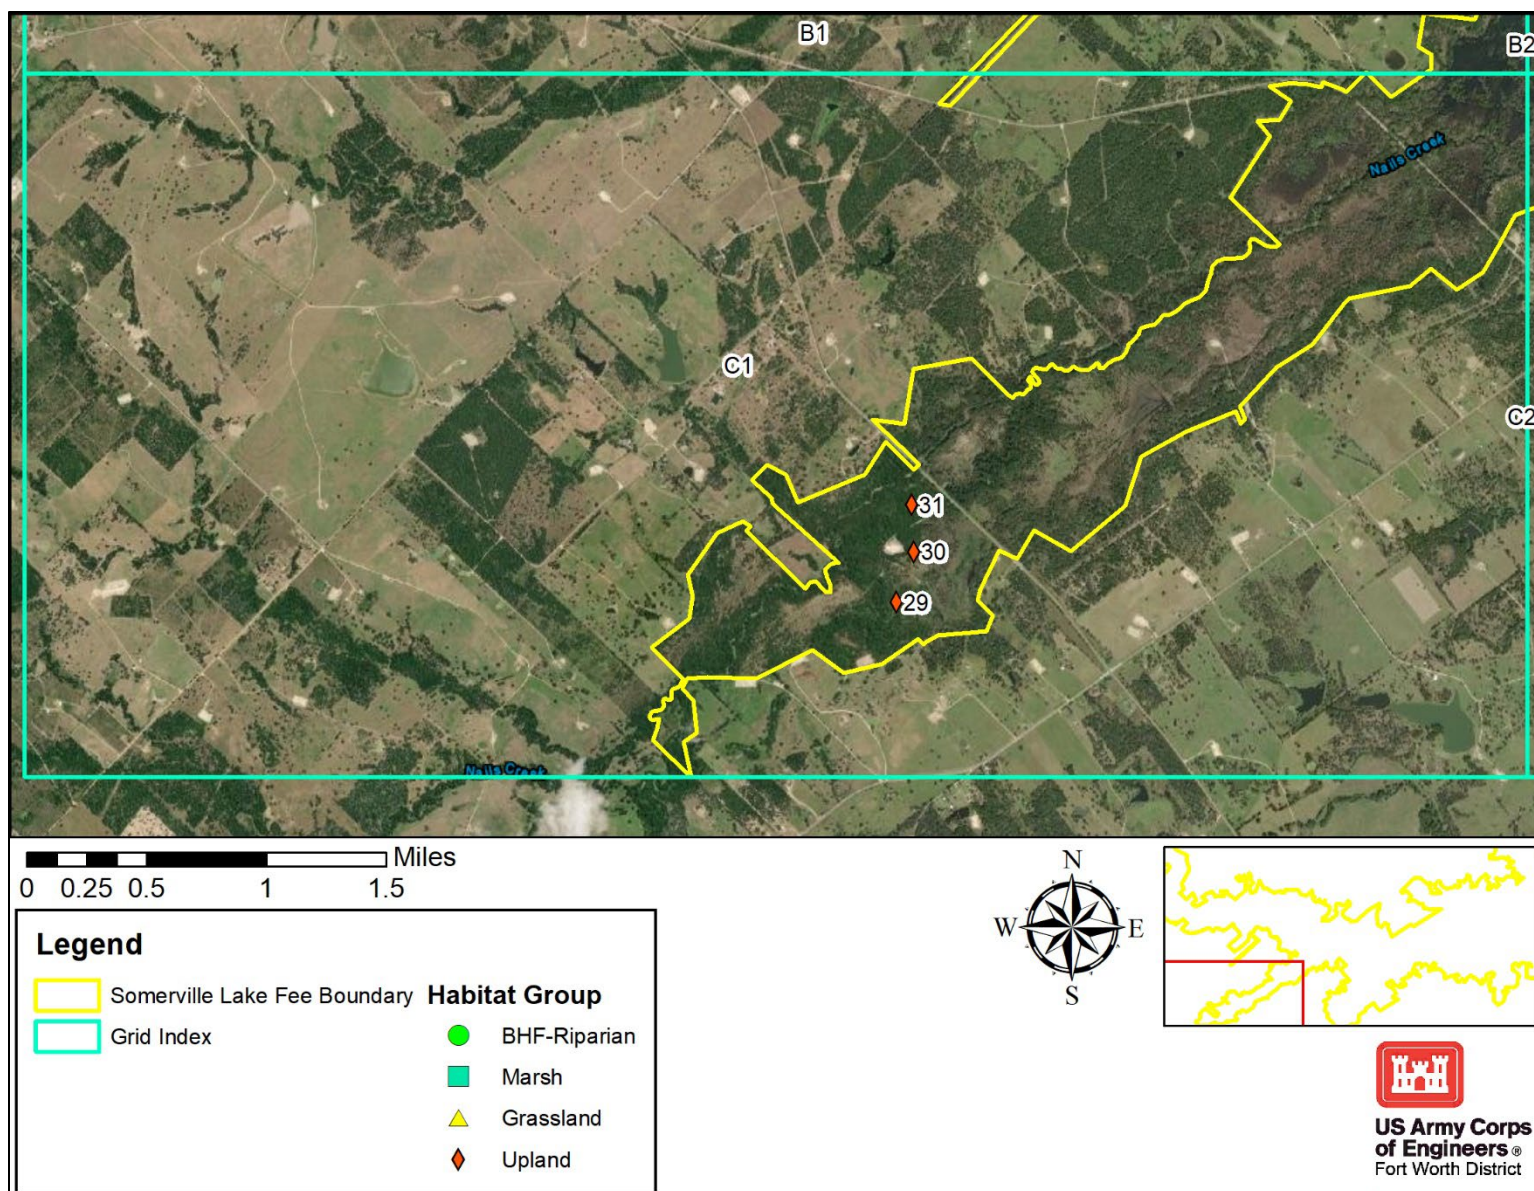 B1
B2
Nails Creek
C1
C2
31
30
29
Nails Creek
Miles
0 0.25 0.5 1 1.5
N
W E
S
Legend
Somerville Lake Fee Boundary
Grid Index
Habitat Group
BHF-Riparian
Marsh
Grassland
Upland
US Army Corps
of Engineers ®
Fort Worth District